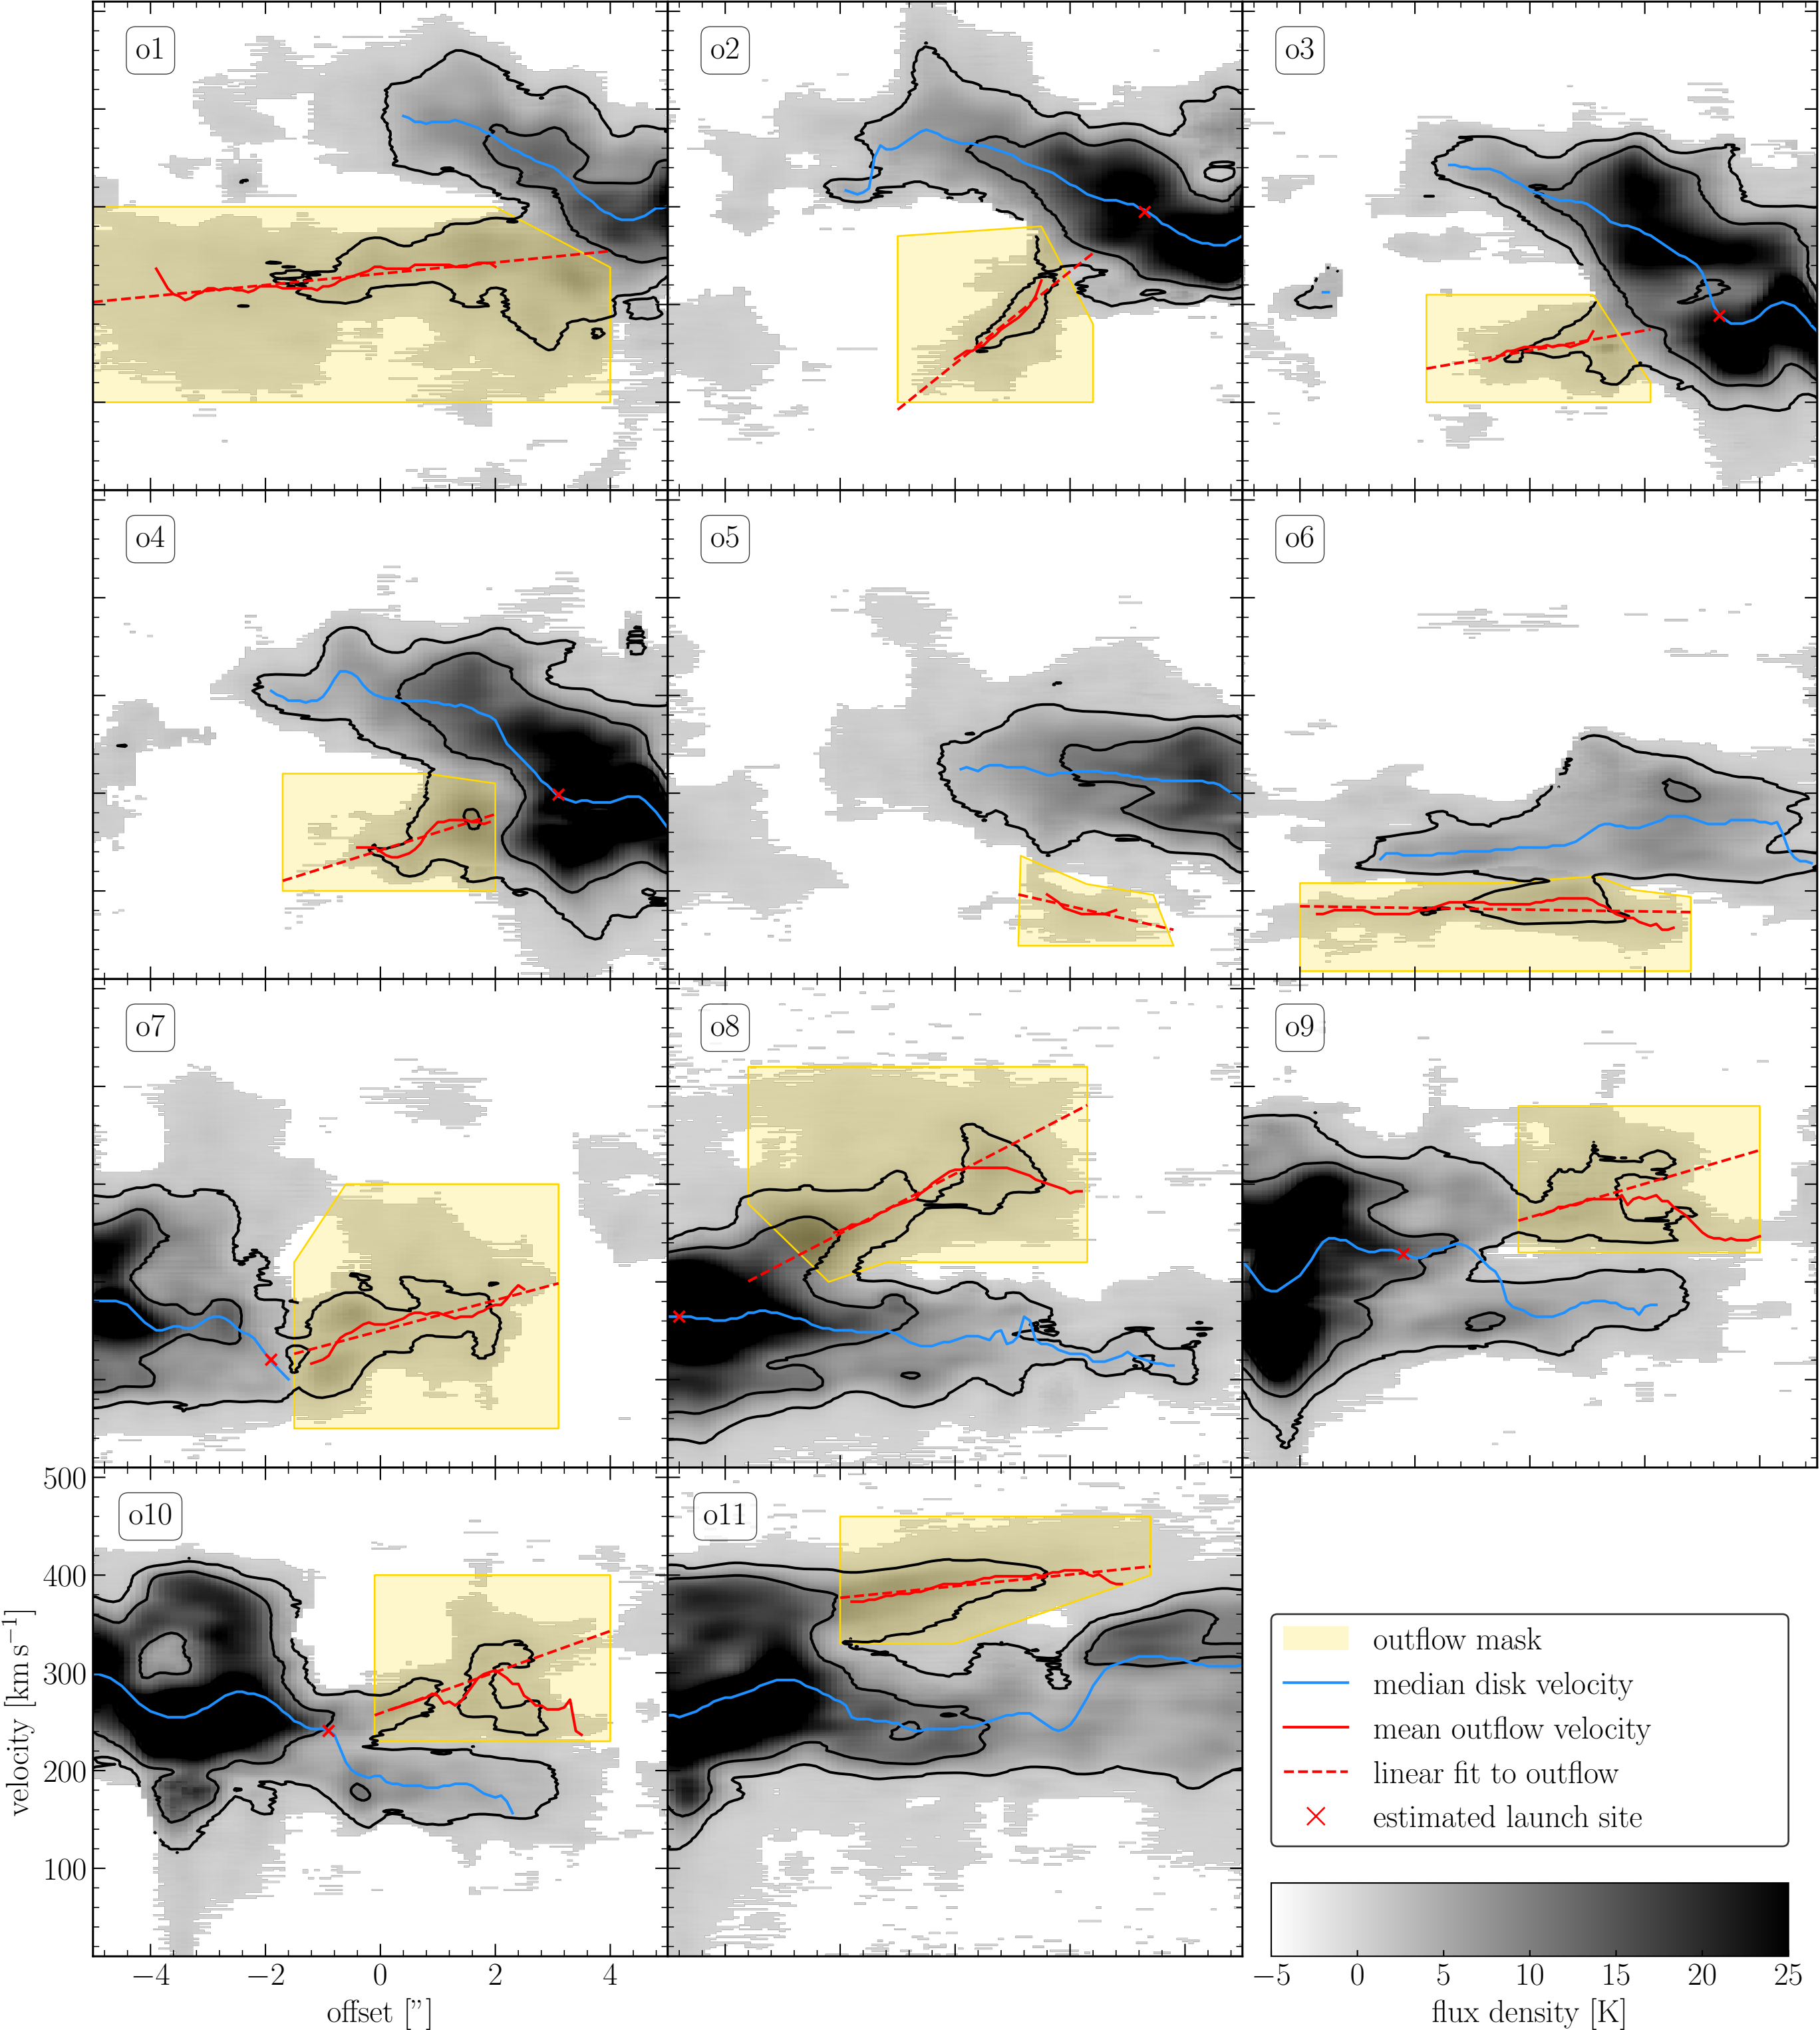 o1
o2
o3
o4
o5
o6
o7
o8
o9
o10
o11
500
400
300
200
100
velocity [km s⁻¹]
−4 −2 0 2 4
offset [”]
outflow mask
median disk velocity
mean outflow velocity
linear fit to outflow
estimated launch site
−5 0 5 10 15 20 25
flux density [K]